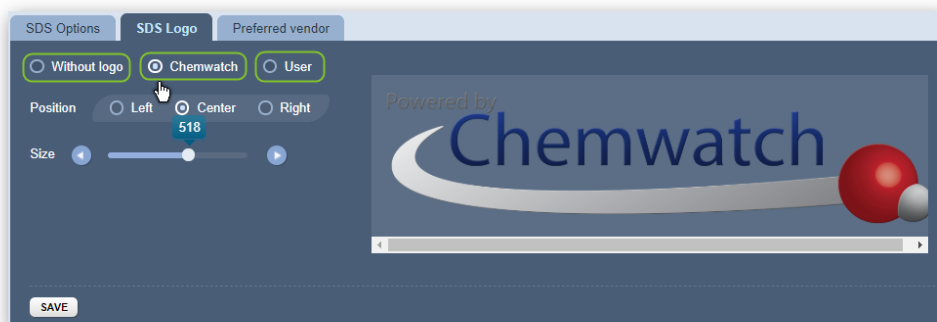 SDS Options SDS Logo Preferred vendor
Without logo Chemwatch User
Position Left Center Right
518
Size
Powered by
Chemwatch
SAVE